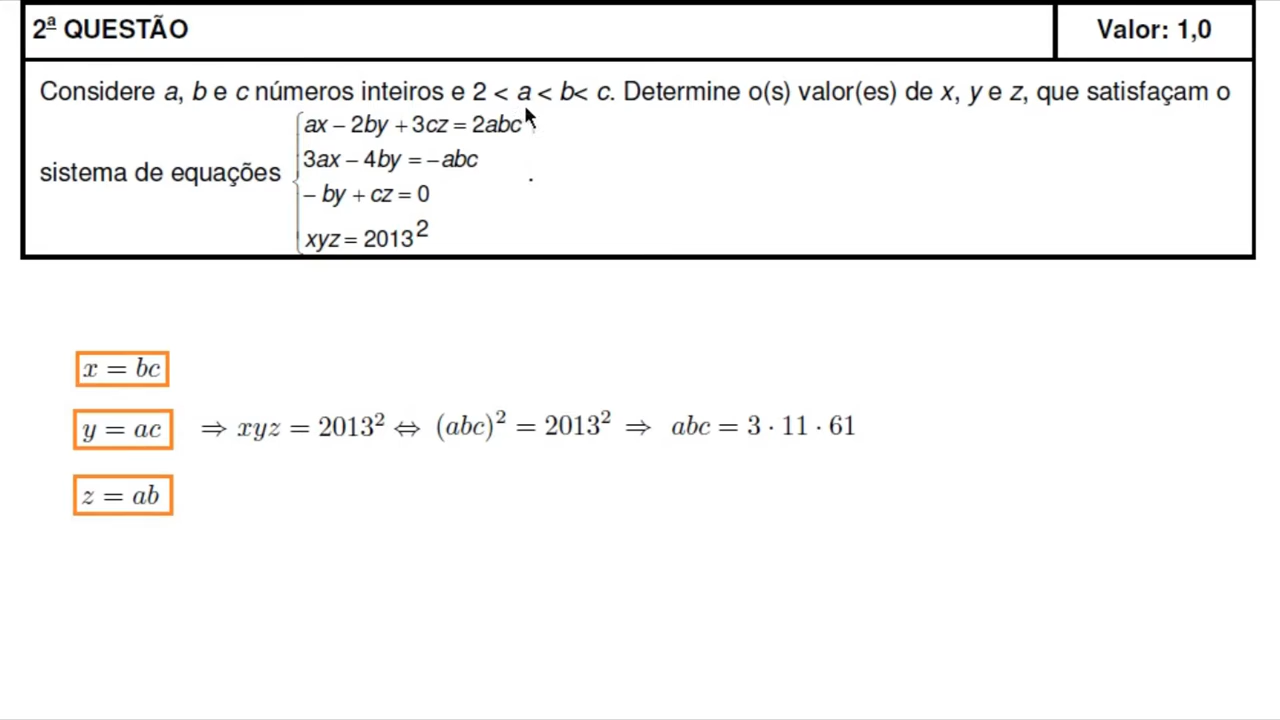 2ª QUESTÃO
Valor: 1,0
Considere a, b e c números inteiros e 2 < a < b< c. Determine o(s) valor(es) de x, y e z, que satisfaçam o
sistema de equações
ax – 2by + 3cz = 2abc
3ax – 4by = –abc
– by + cz = 0
xyz = 2013²
.
x = bc
y = ac ⇒ xyz = 2013² ⇔ (abc)² = 2013² ⇒ abc = 3 · 11 · 61
z = ab